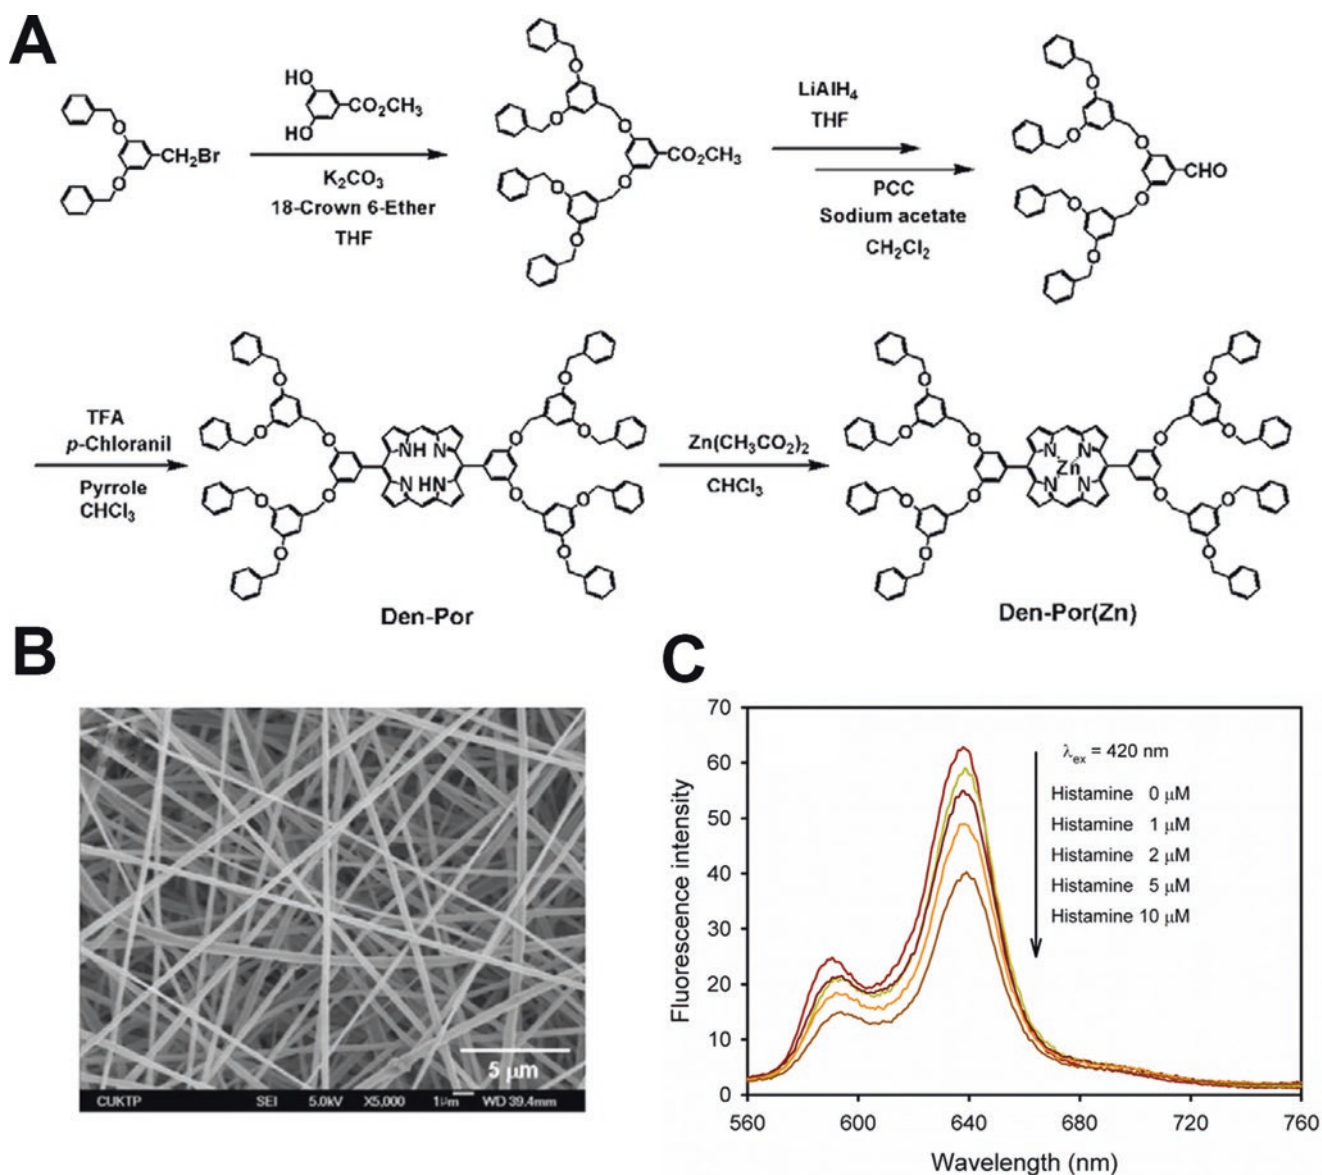 A
HO
CO₂CH₃
HO
O
CH₂Br
O
K₂CO₃
18-Crown 6-Ether
THF
O
O
O
CO₂CH₃
O
O
O
LiAlH₄
THF
PCC
Sodium acetate
CH₂Cl₂
O
O
O
CHO
O
O
O
TFA
p-Chloranil
Pyrrole
CHCl₃
O
O
O
O
O
O
NH N
N HN
O
O
O
O
O
O
Den-Por
Zn(CH₃CO₂)₂
CHCl₃
O
O
O
O
O
O
N N
Zn
N N
O
O
O
O
O
O
Den-Por(Zn)
B
5 μm
CUKTP SEI 5.0kV X5,000 1μm WD 39.4mm
C
Fluorescence intensity
70
60
50
40
30
20
10
0
λex = 420 nm
Histamine 0 μM
Histamine 1 μM
Histamine 2 μM
Histamine 5 μM
Histamine 10 μM
560 600 640 680 720 760
Wavelength (nm)